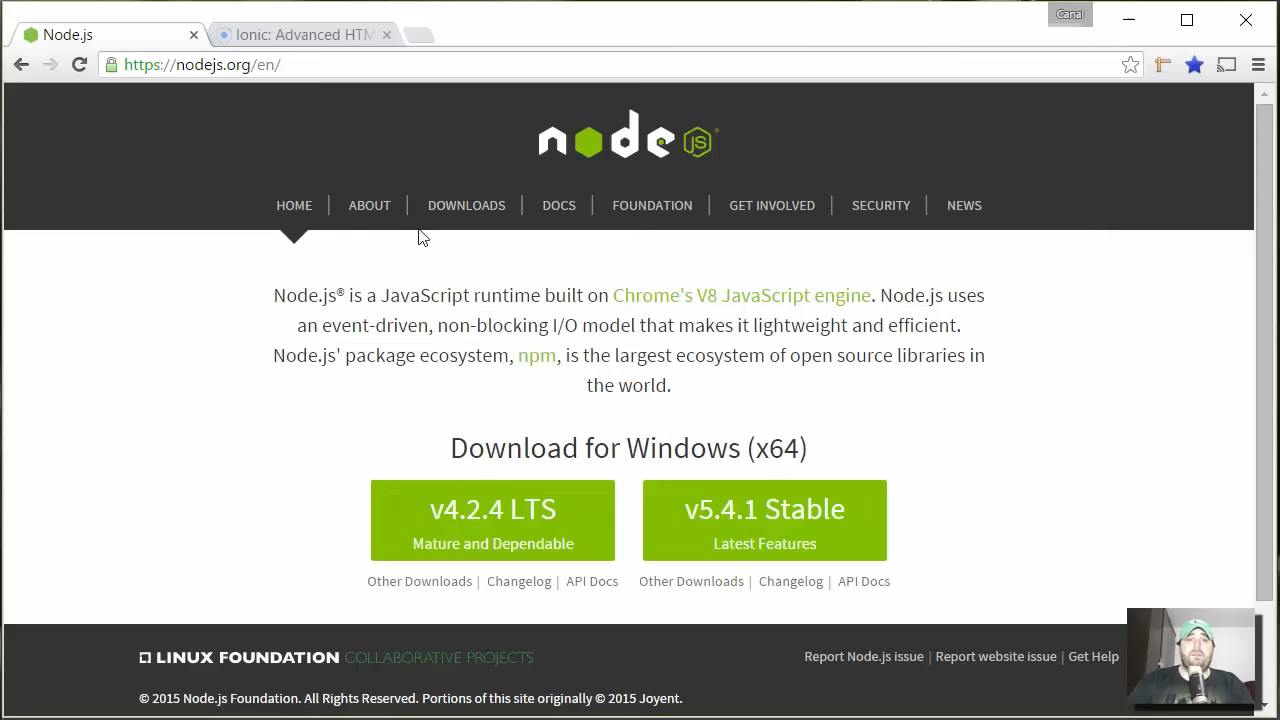 Canal
Node.js
Ionic: Advanced HTM
https://nodejs.org/en/
node
JS
HOME | ABOUT | DOWNLOADS | DOCS | FOUNDATION | GET INVOLVED | SECURITY | NEWS
Node.js® is a JavaScript runtime built on Chrome's V8 JavaScript engine. Node.js uses
an event-driven, non-blocking I/O model that makes it lightweight and efficient.
Node.js' package ecosystem, npm, is the largest ecosystem of open source libraries in
the world.
Download for Windows (x64)
v4.2.4 LTS
Mature and Dependable
v5.4.1 Stable
Latest Features
Other Downloads | Changelog | API Docs
Other Downloads | Changelog | API Docs
LINUX FOUNDATION COLLABORATIVE PROJECTS
Report Node.js issue | Report website issue | Get Help
© 2015 Node.js Foundation. All Rights Reserved. Portions of this site originally © 2015 Joyent.